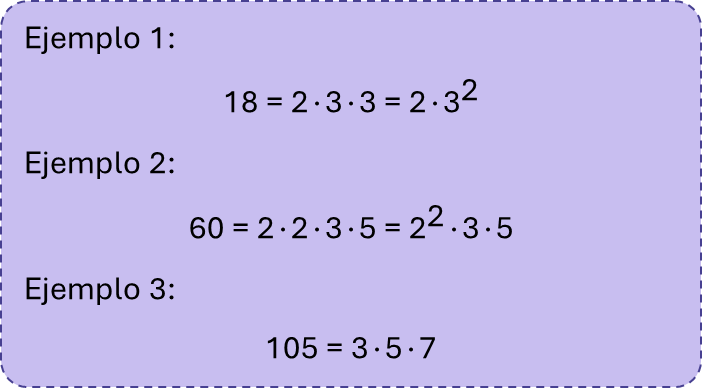 Ejemplo 1:
18 = 2 · 3 · 3 = 2 · 3²
Ejemplo 2:
60 = 2 · 2 · 3 · 5 = 2² · 3 · 5
Ejemplo 3:
105 = 3 · 5 · 7